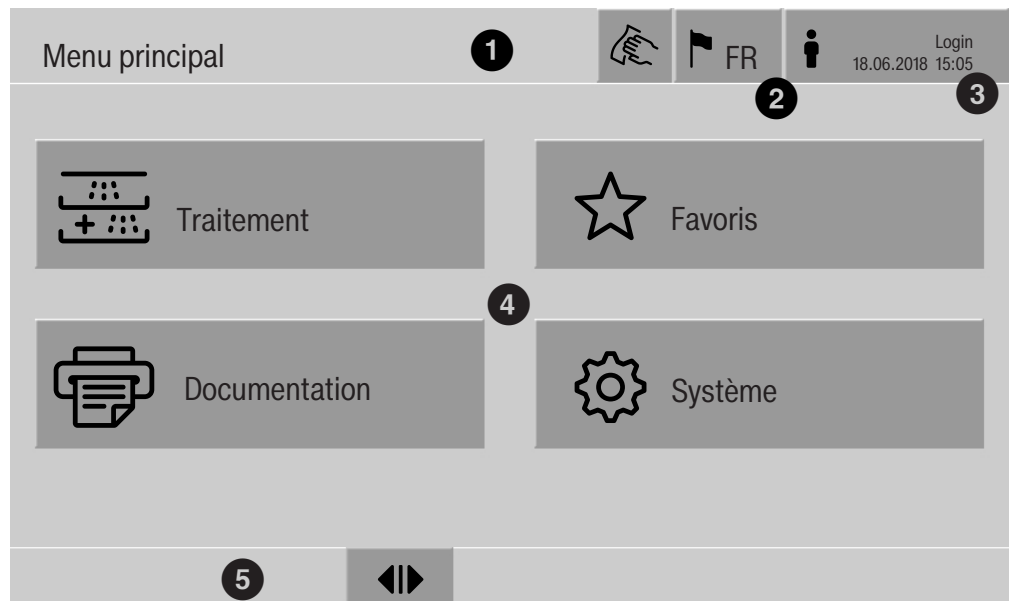 Menu principal
1
FR
2
Login
18.06.2018 15:05
3
Traitement
Favoris
4
Documentation
Système
5